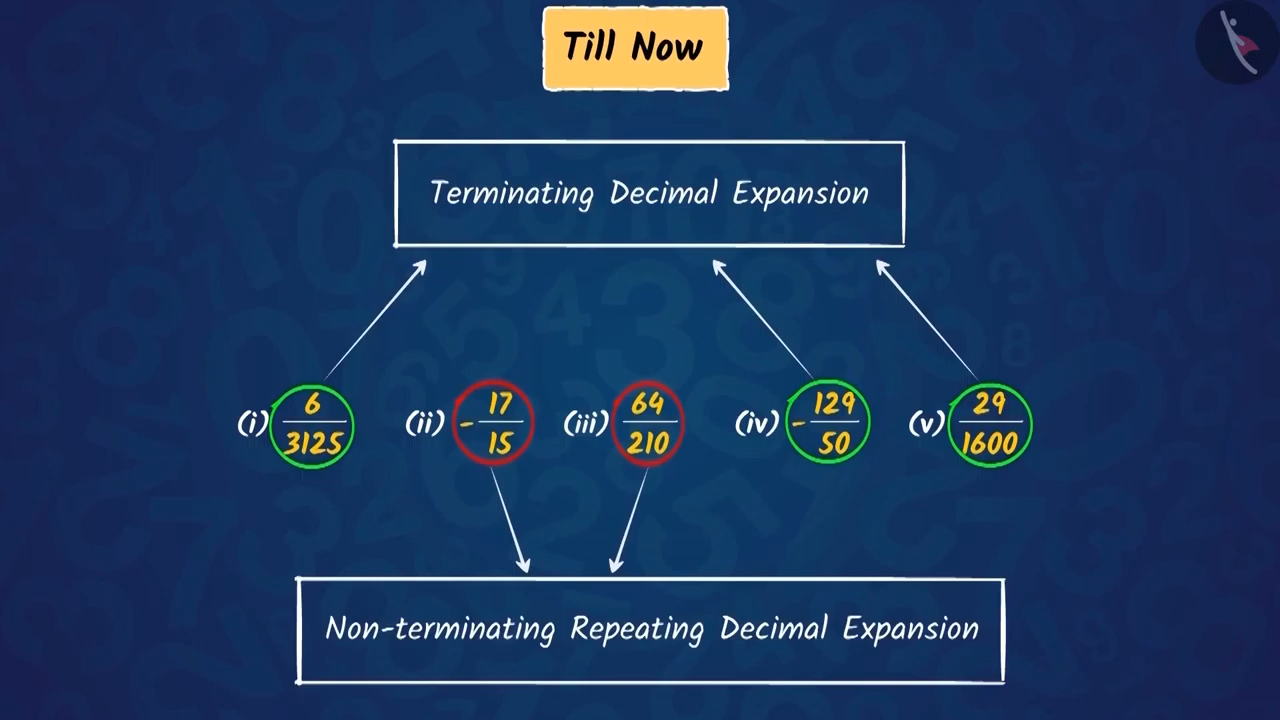 Till Now
Terminating Decimal Expansion
(i) 6/3125 (ii) -17/15 (iii) 64/210 (iv) -129/50 (v) 29/1600
Non-terminating Repeating Decimal Expansion